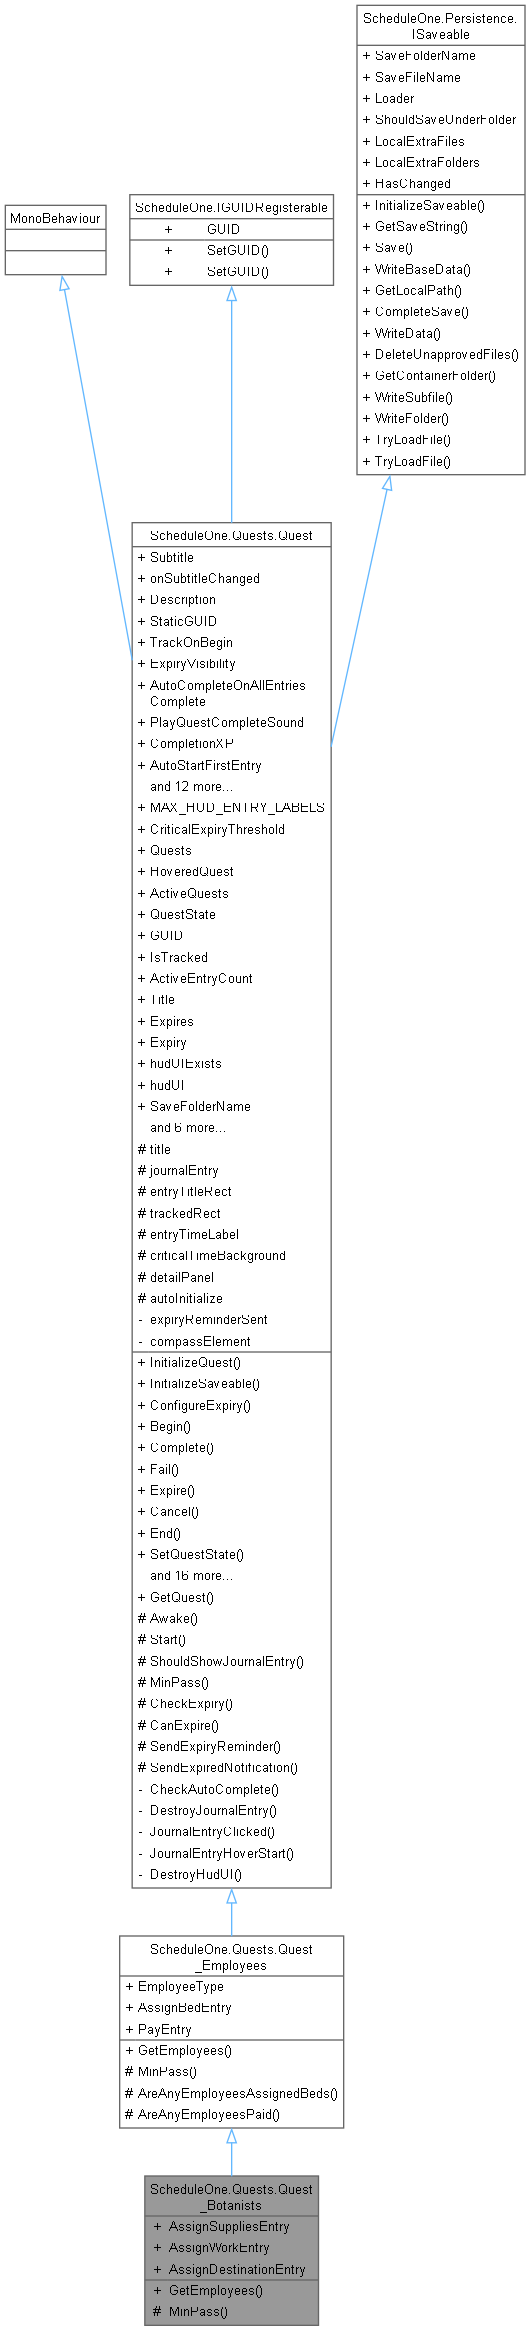 ScheduleOne.Persistence.
ISaveable
+ SaveFolderName
+ SaveFileName
+ Loader
+ ShouldSaveUnderFolder
+ LocalExtraFiles
+ LocalExtraFolders
+ HasChanged
+ InitializeSaveable()
+ GetSaveString()
+ Save()
+ WriteBaseData()
+ GetLocalPath()
+ CompleteSave()
+ WriteData()
+ DeleteUnapprovedFiles()
+ GetContainerFolder()
+ WriteSubfile()
+ WriteFolder()
+ TryLoadFile()
+ TryLoadFile()
MonoBehaviour
ScheduleOne.IGUIDRegisterable
+ GUID
+ SetGUID()
+ SetGUID()
ScheduleOne.Quests.Quest
+ Subtitle
+ onSubtitleChanged
+ Description
+ StaticGUID
+ TrackOnBegin
+ ExpiryVisibility
+ AutoCompleteOnAllEntries
Complete
+ PlayQuestCompleteSound
+ CompletionXP
+ AutoStartFirstEntry
and 12 more...
+ MAX_HUD_ENTRY_LABELS
+ CriticalExpiryThreshold
+ Quests
+ HoveredQuest
+ ActiveQuests
+ QuestState
+ GUID
+ IsTracked
+ ActiveEntryCount
+ Title
+ Expires
+ Expiry
+ hudUIExists
+ hudUI
+ SaveFolderName
and 6 more...
# title
# journalEntry
# entryTitleRect
# trackedRect
# entryTimeLabel
# criticalTimeBackground
# detailPanel
# autoInitialize
- expiryReminderSent
- compassElement
+ InitializeQuest()
+ InitializeSaveable()
+ ConfigureExpiry()
+ Begin()
+ Complete()
+ Fail()
+ Expire()
+ Cancel()
+ End()
+ SetQuestState()
and 16 more...
+ GetQuest()
# Awake()
# Start()
# ShouldShowJournalEntry()
# MinPass()
# CheckExpiry()
# CanExpire()
# SendExpiryReminder()
# SendExpiredNotification()
- CheckAutoComplete()
- DestroyJournalEntry()
- JournalEntryClicked()
- JournalEntryHoverStart()
- DestroyHudUI()
ScheduleOne.Quests.Quest
_Employees
+ EmployeeType
+ AssignBedEntry
+ PayEntry
+ GetEmployees()
# MinPass()
# AreAnyEmployeesAssignedBeds()
# AreAnyEmployeesPaid()
ScheduleOne.Quests.Quest
_Botanists
+ AssignSuppliesEntry
+ AssignWorkEntry
+ AssignDestinationEntry
+ GetEmployees()
# MinPass()